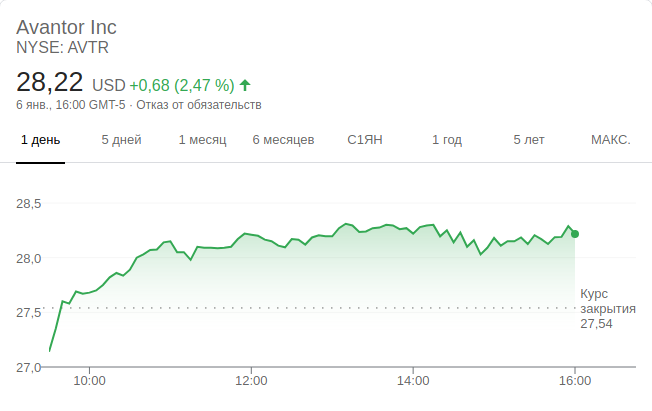 Avantor Inc
NYSE: AVTR
28,22 USD +0,68 (2,47 %)
6 янв., 16:00 GMT-5 · Отказ от обязательств
1 день 5 дней 1 месяц 6 месяцев С1ЯН 1 год 5 лет МАКС.
28,5
28,0
27,5
27,0
Курс
закрытия
27,54
10:00 12:00 14:00 16:00